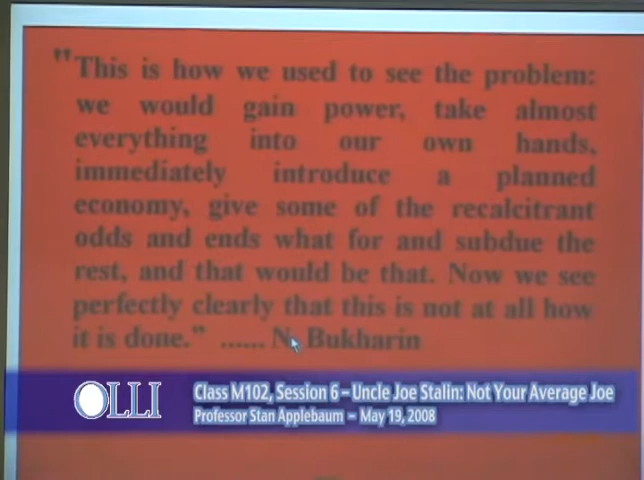 "This is how we used to see the problem:
we would gain power, take almost
everything into our own hands,
immediately introduce a planned
economy, give some of the recalcitrant
odds and ends what for and subdue the
rest, and that would be that. Now we see
perfectly clearly that this is not at all how
it is done." ...... N. Bukharin
OLLI
Class M102, Session 6 – Uncle Joe Stalin: Not Your Average Joe
Professor Stan Applebaum – May 19, 2008